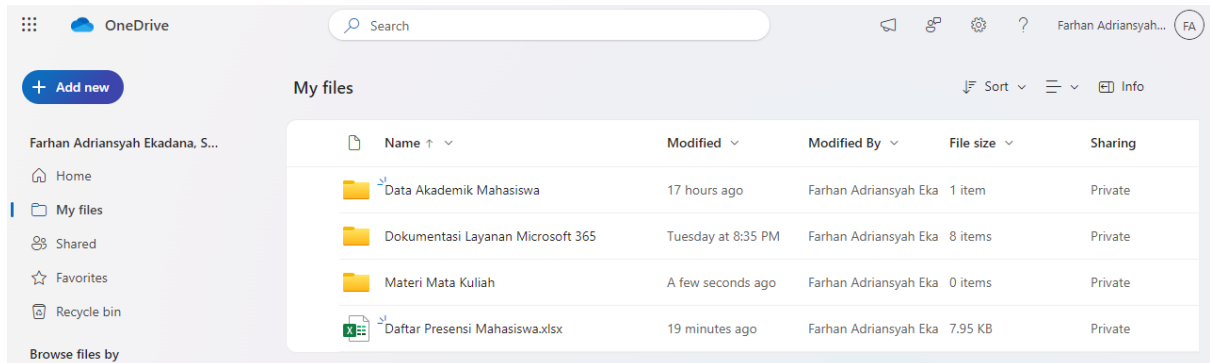 OneDrive Search Farhan Adriansyah... FA
Add new
My files Sort Info
Farhan Adriansyah Ekadana, S...
Home
My files
Shared
Favorites
Recycle bin
Browse files by
Name ↑ Modified Modified By File size Sharing
Data Akademik Mahasiswa 17 hours ago Farhan Adriansyah Eka 1 item Private
Dokumentasi Layanan Microsoft 365 Tuesday at 8:35 PM Farhan Adriansyah Eka 8 items Private
Materi Mata Kuliah A few seconds ago Farhan Adriansyah Eka 0 items Private
Daftar Presensi Mahasiswa.xlsx 19 minutes ago Farhan Adriansyah Eka 7.95 KB Private